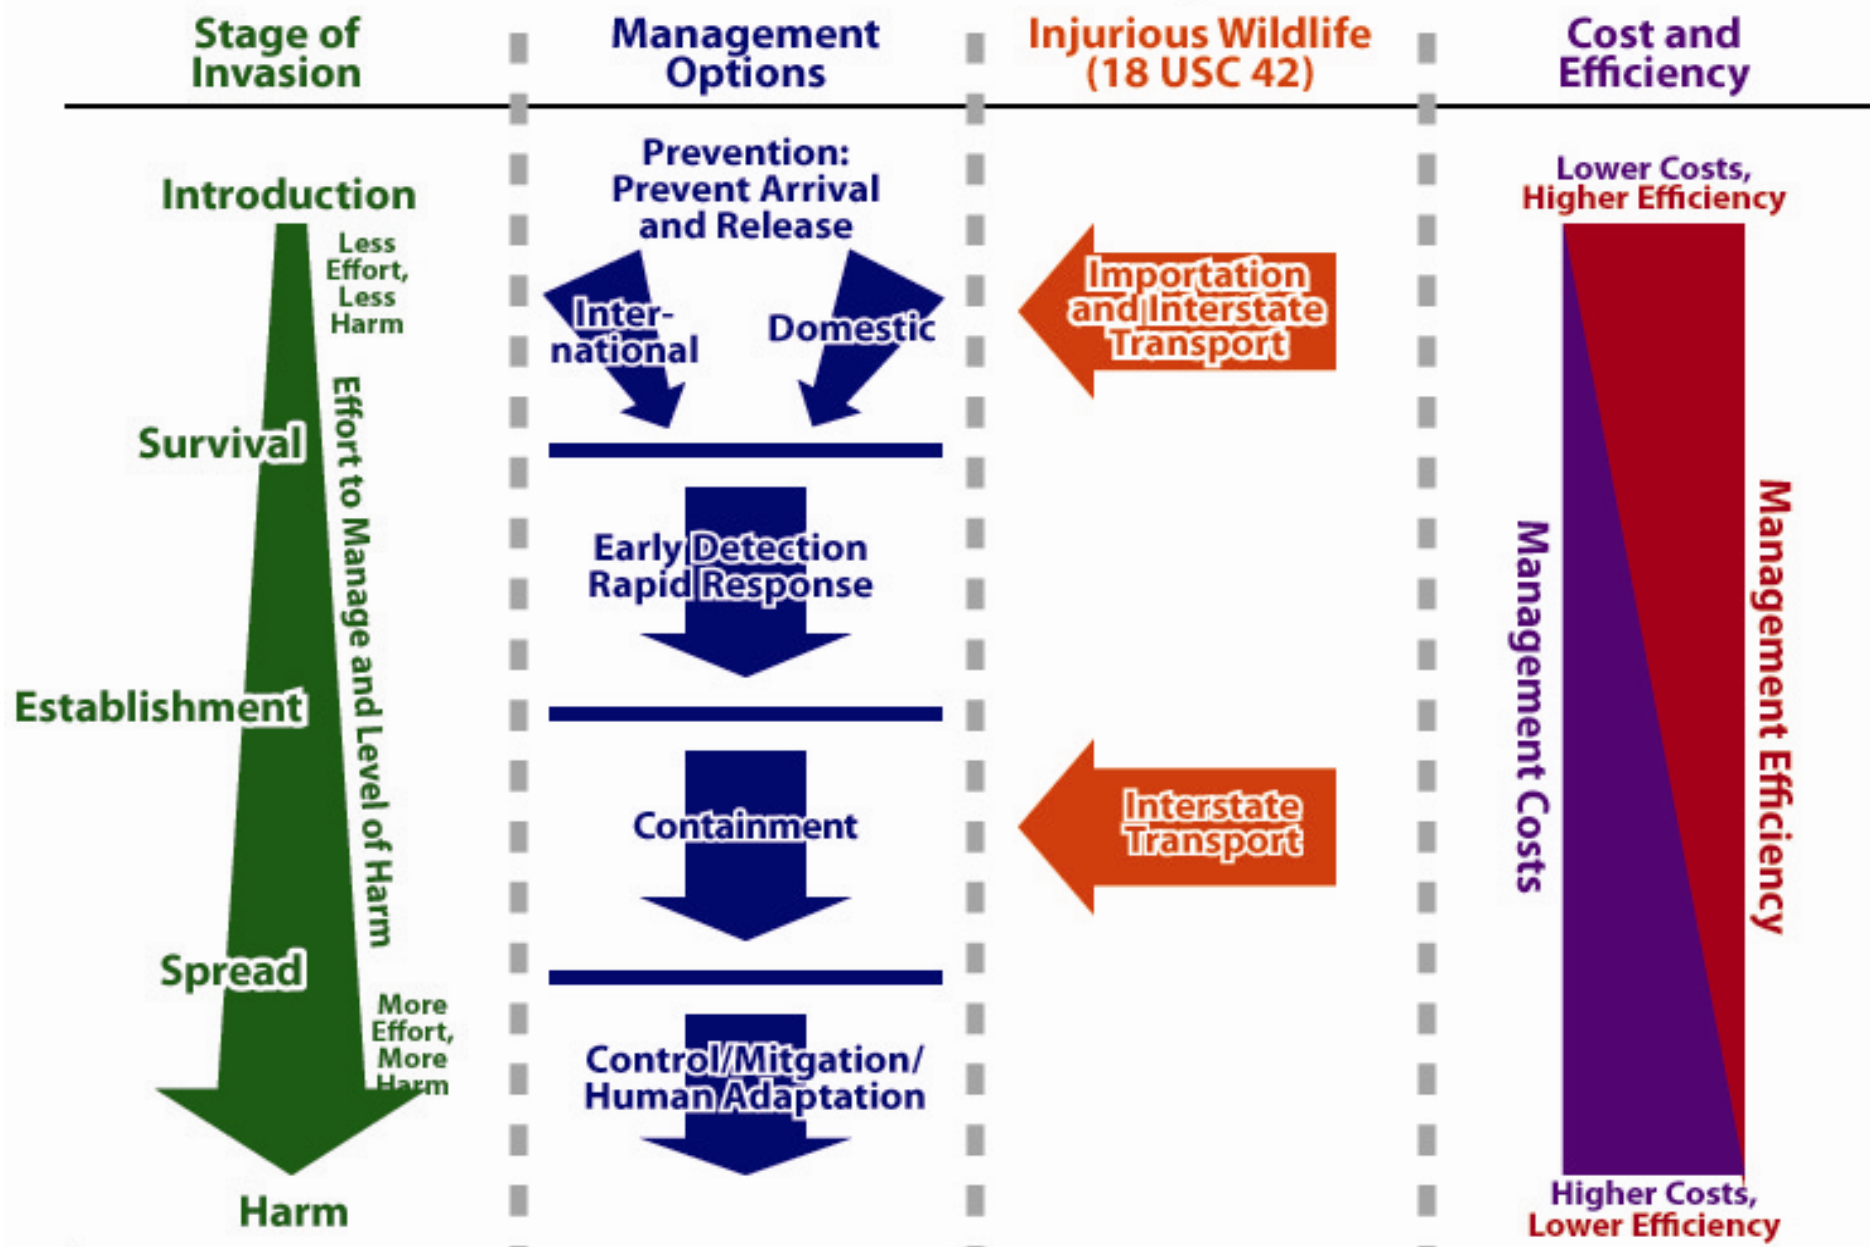 Stage of
Invasion
Management
Options
Injurious Wildlife
(18 USC 42)
Cost and
Efficiency
Introduction
Less
Effort,
Less
Harm
Survival
Effort to Manage and Level of Harm
Establishment
Spread
More
Effort,
More
Harm
Harm
Prevention:
Prevent Arrival
and Release
Inter-
national
Domestic
Early Detection
Rapid Response
Containment
Control/Mitgation/
Human Adaptation
Importation
and Interstate
Transport
Interstate
Transport
Lower Costs,
Higher Efficiency
Management Costs
Management Efficiency
Higher Costs,
Lower Efficiency